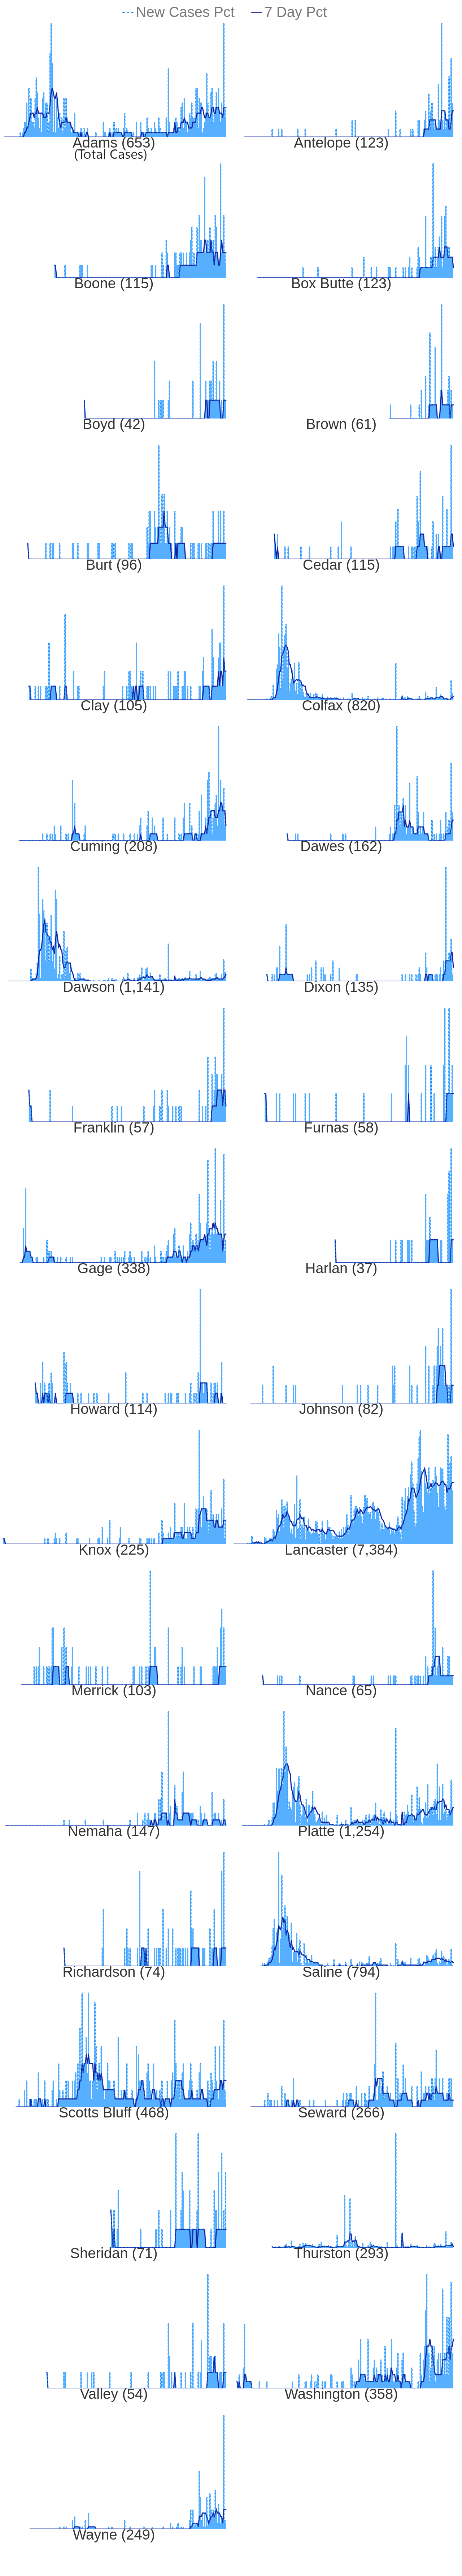 New Cases Pct 7 Day Pct
Adams (653) Antelope (123)
(Total Cases)
Boone (115) Box Butte (123)
Boyd (42) Brown (61)
Burt (96) Cedar (115)
Clay (105) Colfax (820)
Cuming (208) Dawes (162)
Dawson (1,141) Dixon (135)
Franklin (57) Furnas (58)
Gage (338) Harlan (37)
Howard (114) Johnson (82)
Knox (225) Lancaster (7,384)
Merrick (103) Nance (65)
Nemaha (147) Platte (1,254)
Richardson (74) Saline (794)
Scotts Bluff (468) Seward (266)
Sheridan (71) Thurston (293)
Valley (54) Washington (358)
Wayne (249)